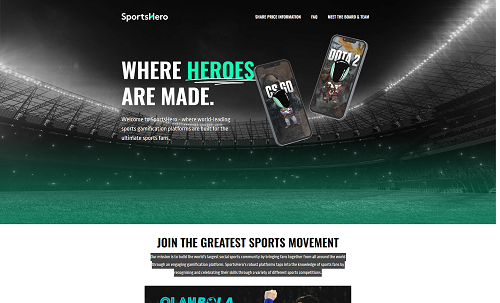 SportsHero
SHARE PRICE INFORMATION FAQ MEET THE BOARD & TEAM
WHERE HEROES
ARE MADE.
Welcome to SportsHero - where world-leading
sports gamification platforms are built for the
ultimate sports fans.
CS GO
DOTA 2
JOIN THE GREATEST SPORTS MOVEMENT
Our mission is to build the world's largest social sports community by bringing fans together from all around the world
through an engaging gamification platform. SportsHero's robust platforms taps into the knowledge of sports fans by
recognising and celebrating their skills through a variety of different sports competitions.
OLAHBOLA